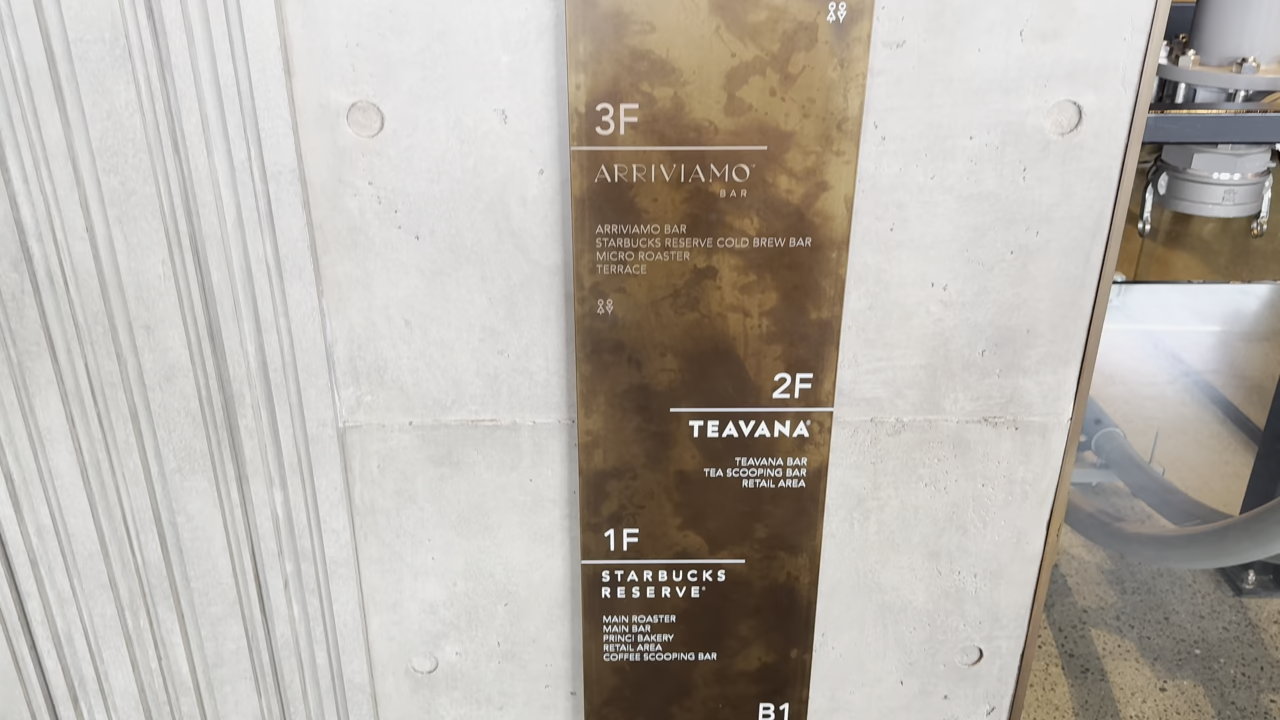 3F
ARRIVIAMO™
BAR
ARRIVIAMO BAR
STARBUCKS RESERVE COLD BREW BAR
MICRO ROASTER
TERRACE
2F
TEAVANA®
TEAVANA BAR
TEA SCOOPING BAR
RETAIL AREA
1F
STARBUCKS
RESERVE®
MAIN ROASTER
MAIN BAR
PRINCI BAKERY
RETAIL AREA
COFFEE SCOOPING BAR
B1